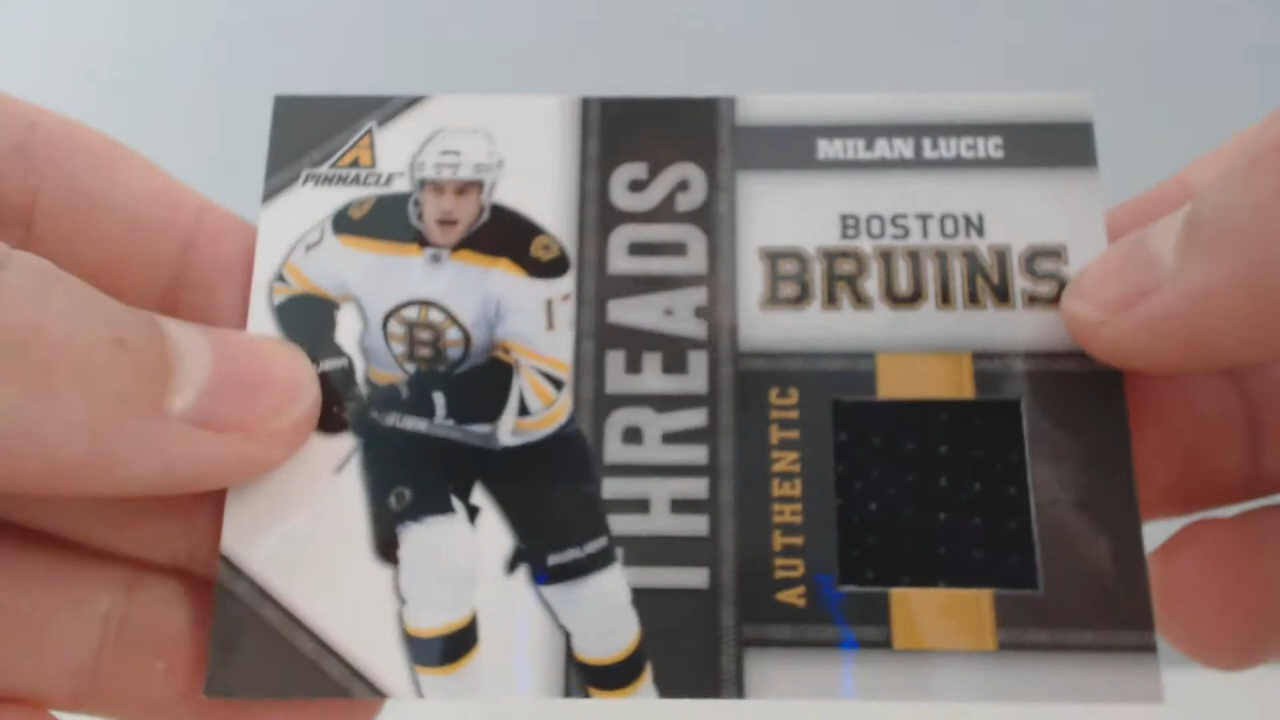 PINNACLE
THREADS
MILAN LUCIC
BOSTON
BRUINS
AUTHENTIC
B
17